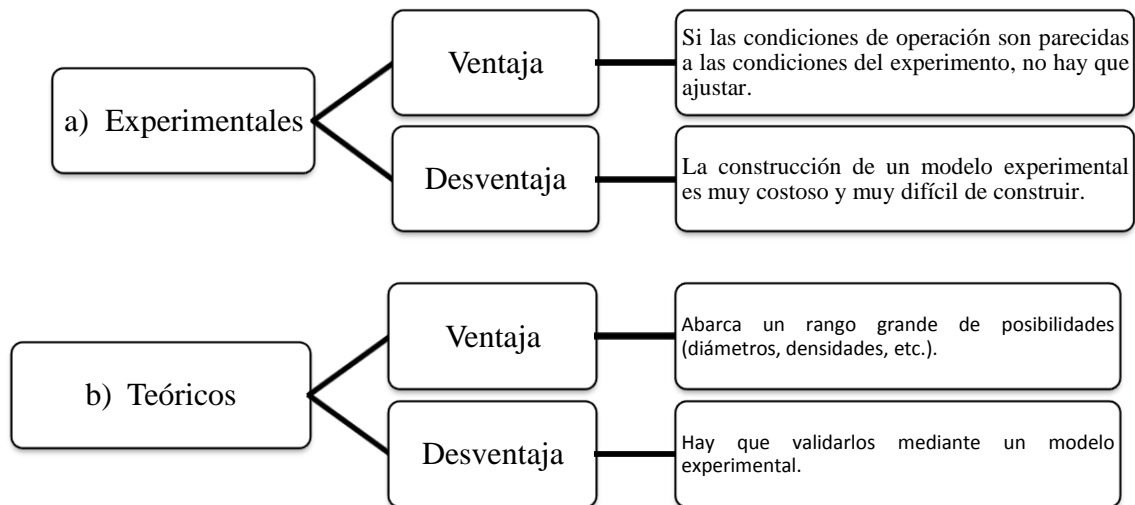 a) Experimentales
Ventaja
Si las condiciones de operación son parecidas
a las condiciones del experimento, no hay que
ajustar.
Desventaja
La construcción de un modelo experimental
es muy costoso y muy difícil de construir.
b) Teóricos
Ventaja
Abarca un rango grande de posibilidades
(diámetros, densidades, etc.).
Desventaja
Hay que validarlos mediante un modelo
experimental.